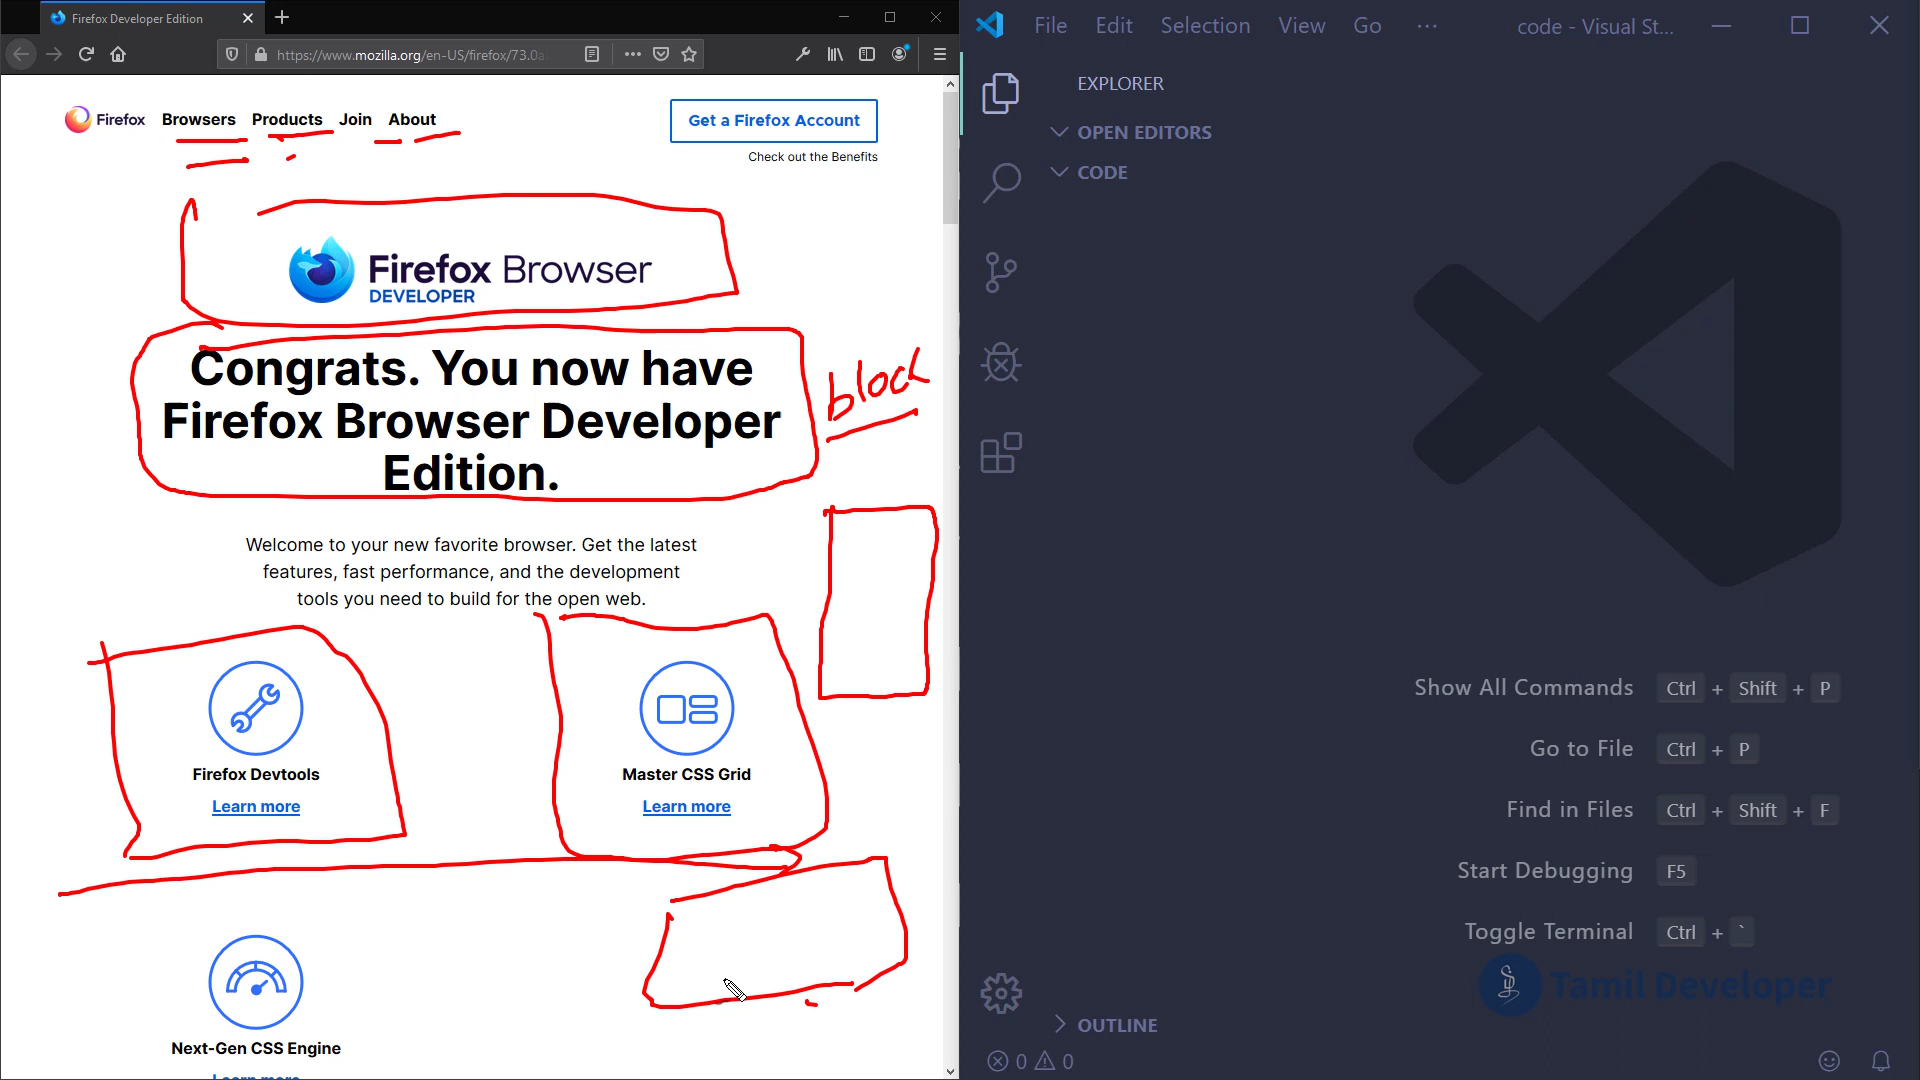 Firefox Developer Edition
https://www.mozilla.org/en-US/firefox/73.0a
Firefox Browsers Products Join About
Get a Firefox Account
Check out the Benefits
Firefox Browser
DEVELOPER
Congrats. You now have
Firefox Browser Developer
Edition.
block
Welcome to your new favorite browser. Get the latest
features, fast performance, and the development
tools you need to build for the open web.
Firefox Devtools
Learn more
Master CSS Grid
Learn more
Next-Gen CSS Engine
Learn more
File Edit Selection View Go ··· code - Visual St...
EXPLORER
OPEN EDITORS
CODE
Show All Commands Ctrl + Shift + P
Go to File Ctrl + P
Find in Files Ctrl + Shift + F
Start Debugging F5
Toggle Terminal Ctrl + `
Tamil Developer
OUTLINE
0 0